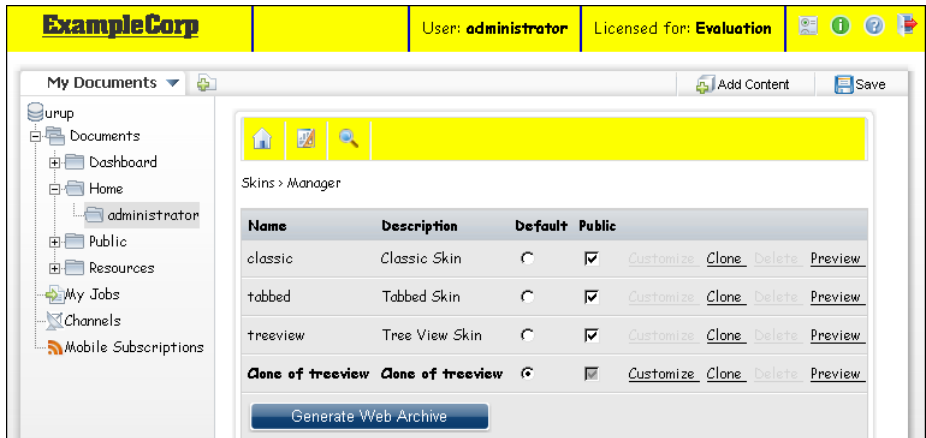 ExampleCorp User: administrator Licensed for: Evaluation
My Documents Add Content Save
urup
Documents
Dashboard
Home
administrator
Public
Resources
My Jobs
Channels
Mobile Subscriptions
Skins > Manager
Name Description Default Public
classic Classic Skin Customize Clone Delete Preview
tabbed Tabbed Skin Customize Clone Delete Preview
treeview Tree View Skin Customize Clone Delete Preview
Clone of treeview Clone of treeview Customize Clone Delete Preview
Generate Web Archive